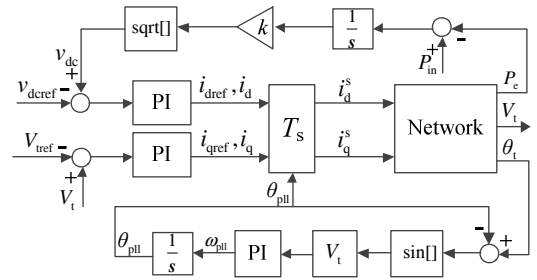 sqrt[] k 1/s
v_dc + P_in + - P_e
v_dcref - PI i_dref, i_d T_s i_d^s Network V_t
V_tref - + V_t PI i_qref, i_q i_q^s θ_t
θ_pll
θ_pll 1/s ω_pll PI V_t sin[] - +